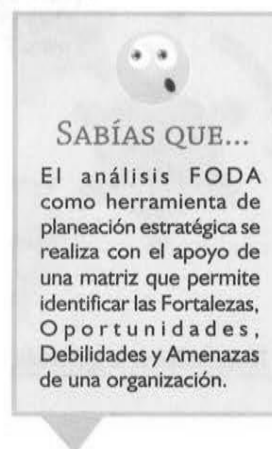 SABÍAS QUE...
El análisis FODA
como herramienta de
planeación estratégica se
realiza con el apoyo de
una matriz que permite
identificar las Fortalezas,
Oportunidades,
Debilidades y Amenazas
de una organización.